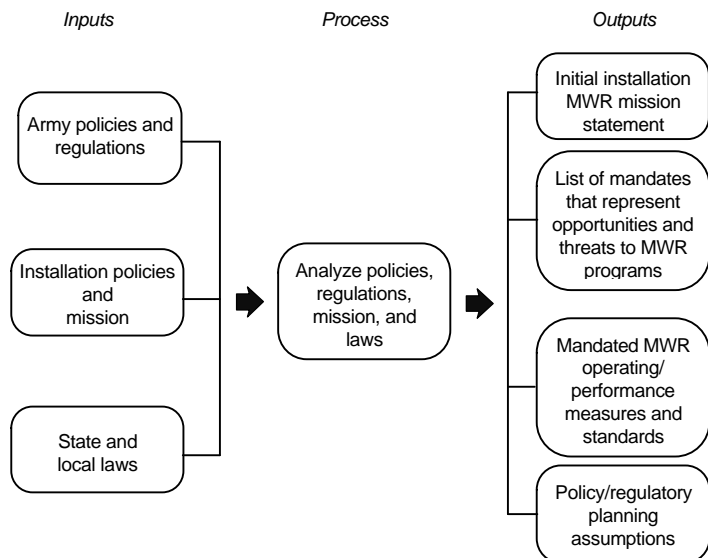 Inputs
Process
Outputs
Army policies and
regulations
Installation policies
and
mission
State and
local laws
Analyze policies,
regulations,
mission, and
laws
Initial installation
MWR mission
statement
List of mandates
that represent
opportunities and
threats to MWR
programs
Mandated MWR
operating/
performance
measures and
standards
Policy/regulatory
planning
assumptions